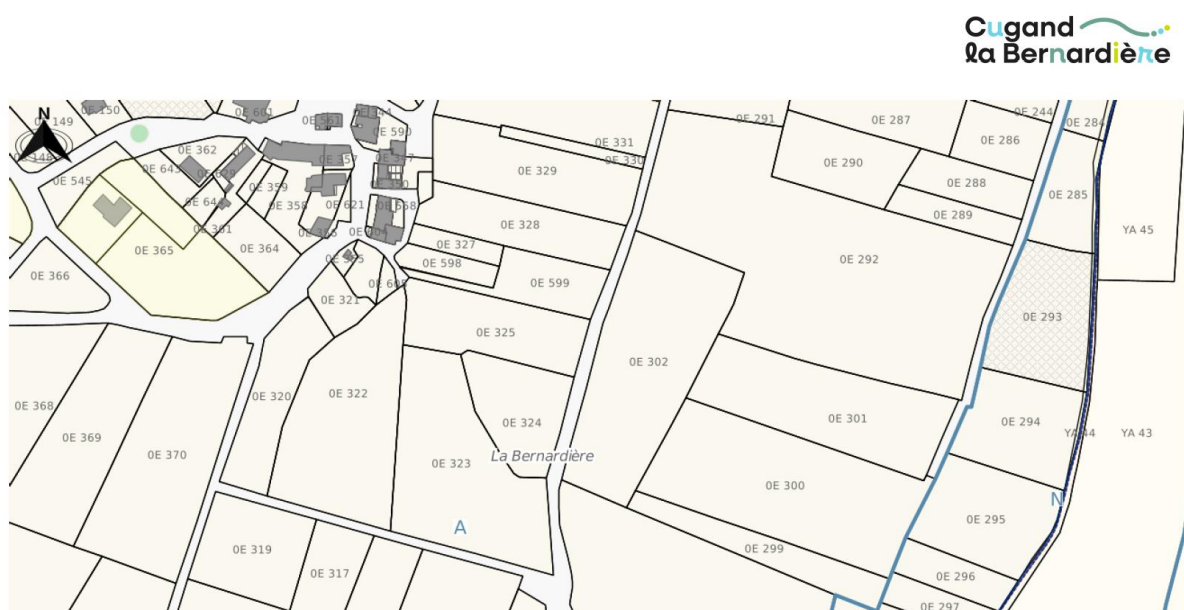 Cugand
la Bernardière
N
0E 149
0E 150
0E 601
0E 561
0E 590
0E 331
0E 330
0E 291
0E 287
0E 244
0E 284
0E 286
0E 148
0E 362
0E 643
0E 357
0E 347
0E 329
0E 290
0E 288
0E 285
0E 545
0E 359
0E 350
0E 358
0E 621
0E 568
0E 289
0E 328
YA 45
0E 365
0E 364
0E 327
0E 598
0E 292
0E 366
0E 321
0E 599
0E 293
0E 325
0E 302
0E 320
0E 322
0E 368
0E 369
0E 370
0E 324
0E 301
0E 294
YA 44
YA 43
La Bernardière
0E 323
0E 300
N
A
0E 295
0E 319
0E 299
0E 317
0E 296
0E 297